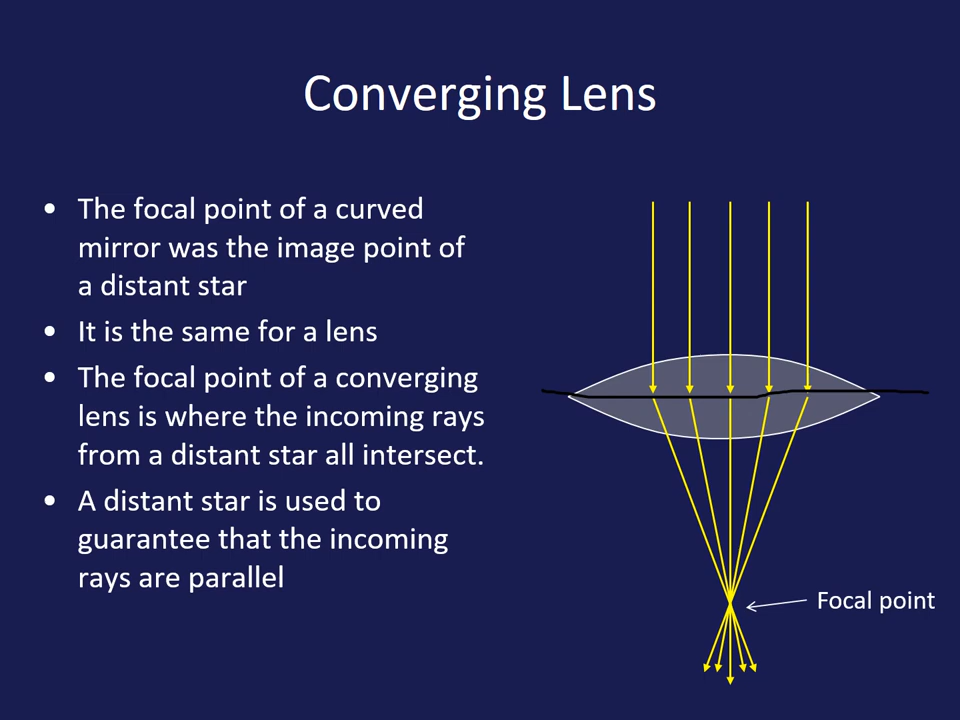 Converging Lens
• The focal point of a curved
mirror was the image point of
a distant star
• It is the same for a lens
• The focal point of a converging
lens is where the incoming rays
from a distant star all intersect.
• A distant star is used to
guarantee that the incoming
rays are parallel
Focal point